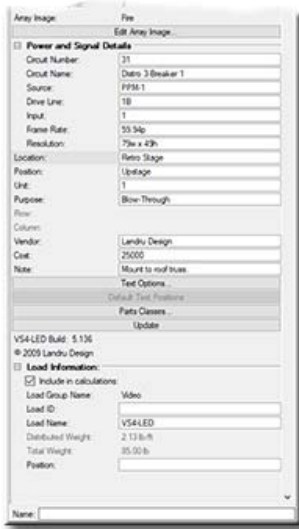 Array Image: Fire
Edit Array Image...
Power and Signal Details
Circuit Number: 31
Circuit Name: Distro 3-Breaker 1
Source: PPM-1
Drive Line: 1B
Input: 1
Frame Rate: 59.94p
Resolution: 79w x 49h
Location: Retro Stage
Position: Upstage
Unit: 1
Purpose: Blow-Through
Row:
Column:
Vendor: Landru Design
Cost: 25000
Note: Mount to roof truss.
Text Options...
Default Text Positions
Parts Classes...
Update
VS4-LED Build: 5.136
© 2009 Landru Design
Load Information:
Include in calculations:
Load Group Name: Video
Load ID:
Load Name: VS4-LED
Distributed Weight: 2.13 lb-ft
Total Weight: 85.00 lb
Position:
Name: